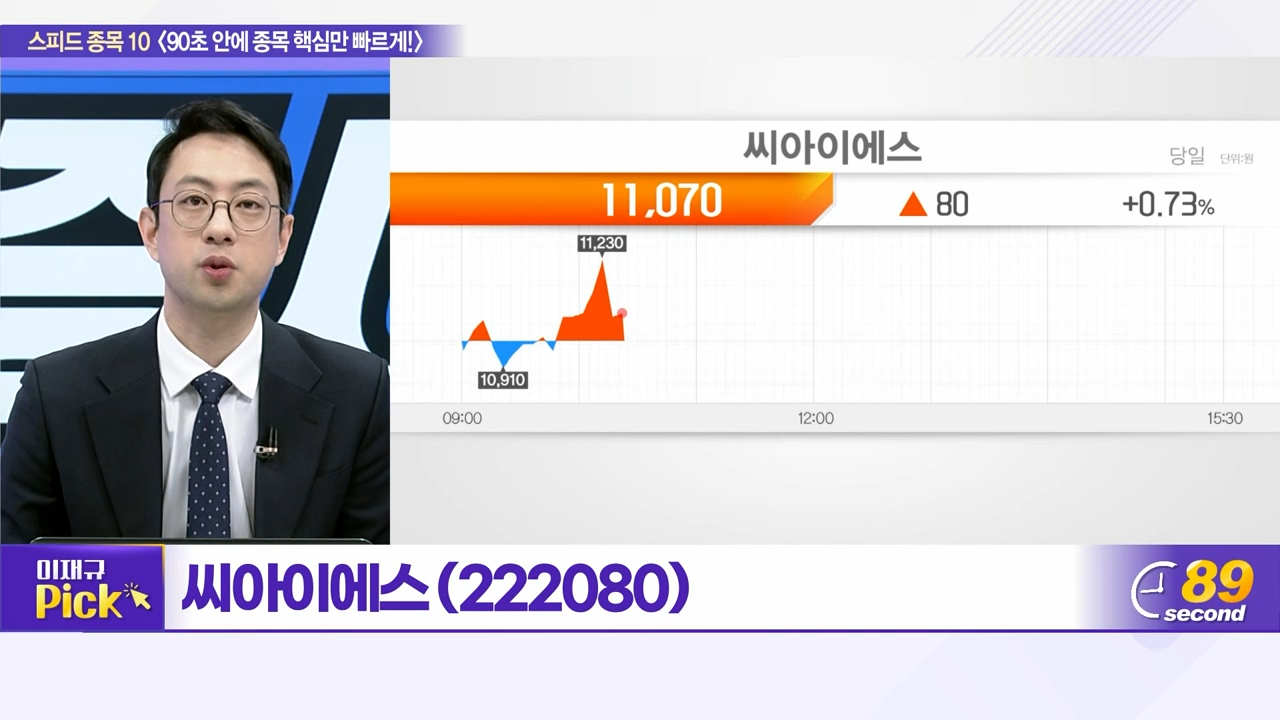 스피드 종목 10 <90초 안에 종목 핵심만 빠르게!>
씨아이에스
당일 단위:원
11,070 ▲ 80 +0.73%
11,230
10,910
09:00 12:00 15:30
이재규
Pick
씨아이에스(222080)
89
second